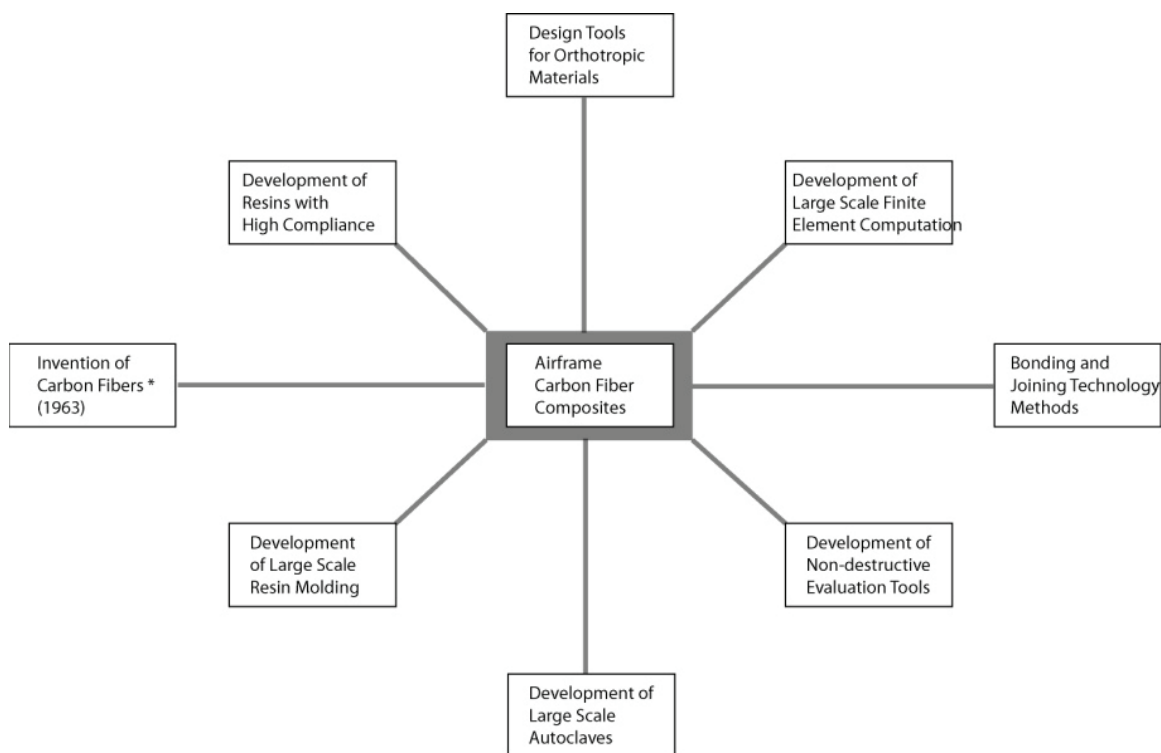 Design Tools
for Orthotropic
Materials
Development of
Resins with
High Compliance
Development of
Large Scale Finite
Element Computation
Invention of
Carbon Fibers *
(1963)
Airframe
Carbon Fiber
Composites
Bonding and
Joining Technology
Methods
Development
of Large Scale
Resin Molding
Development of
Non-destructive
Evaluation Tools
Development of
Large Scale
Autoclaves